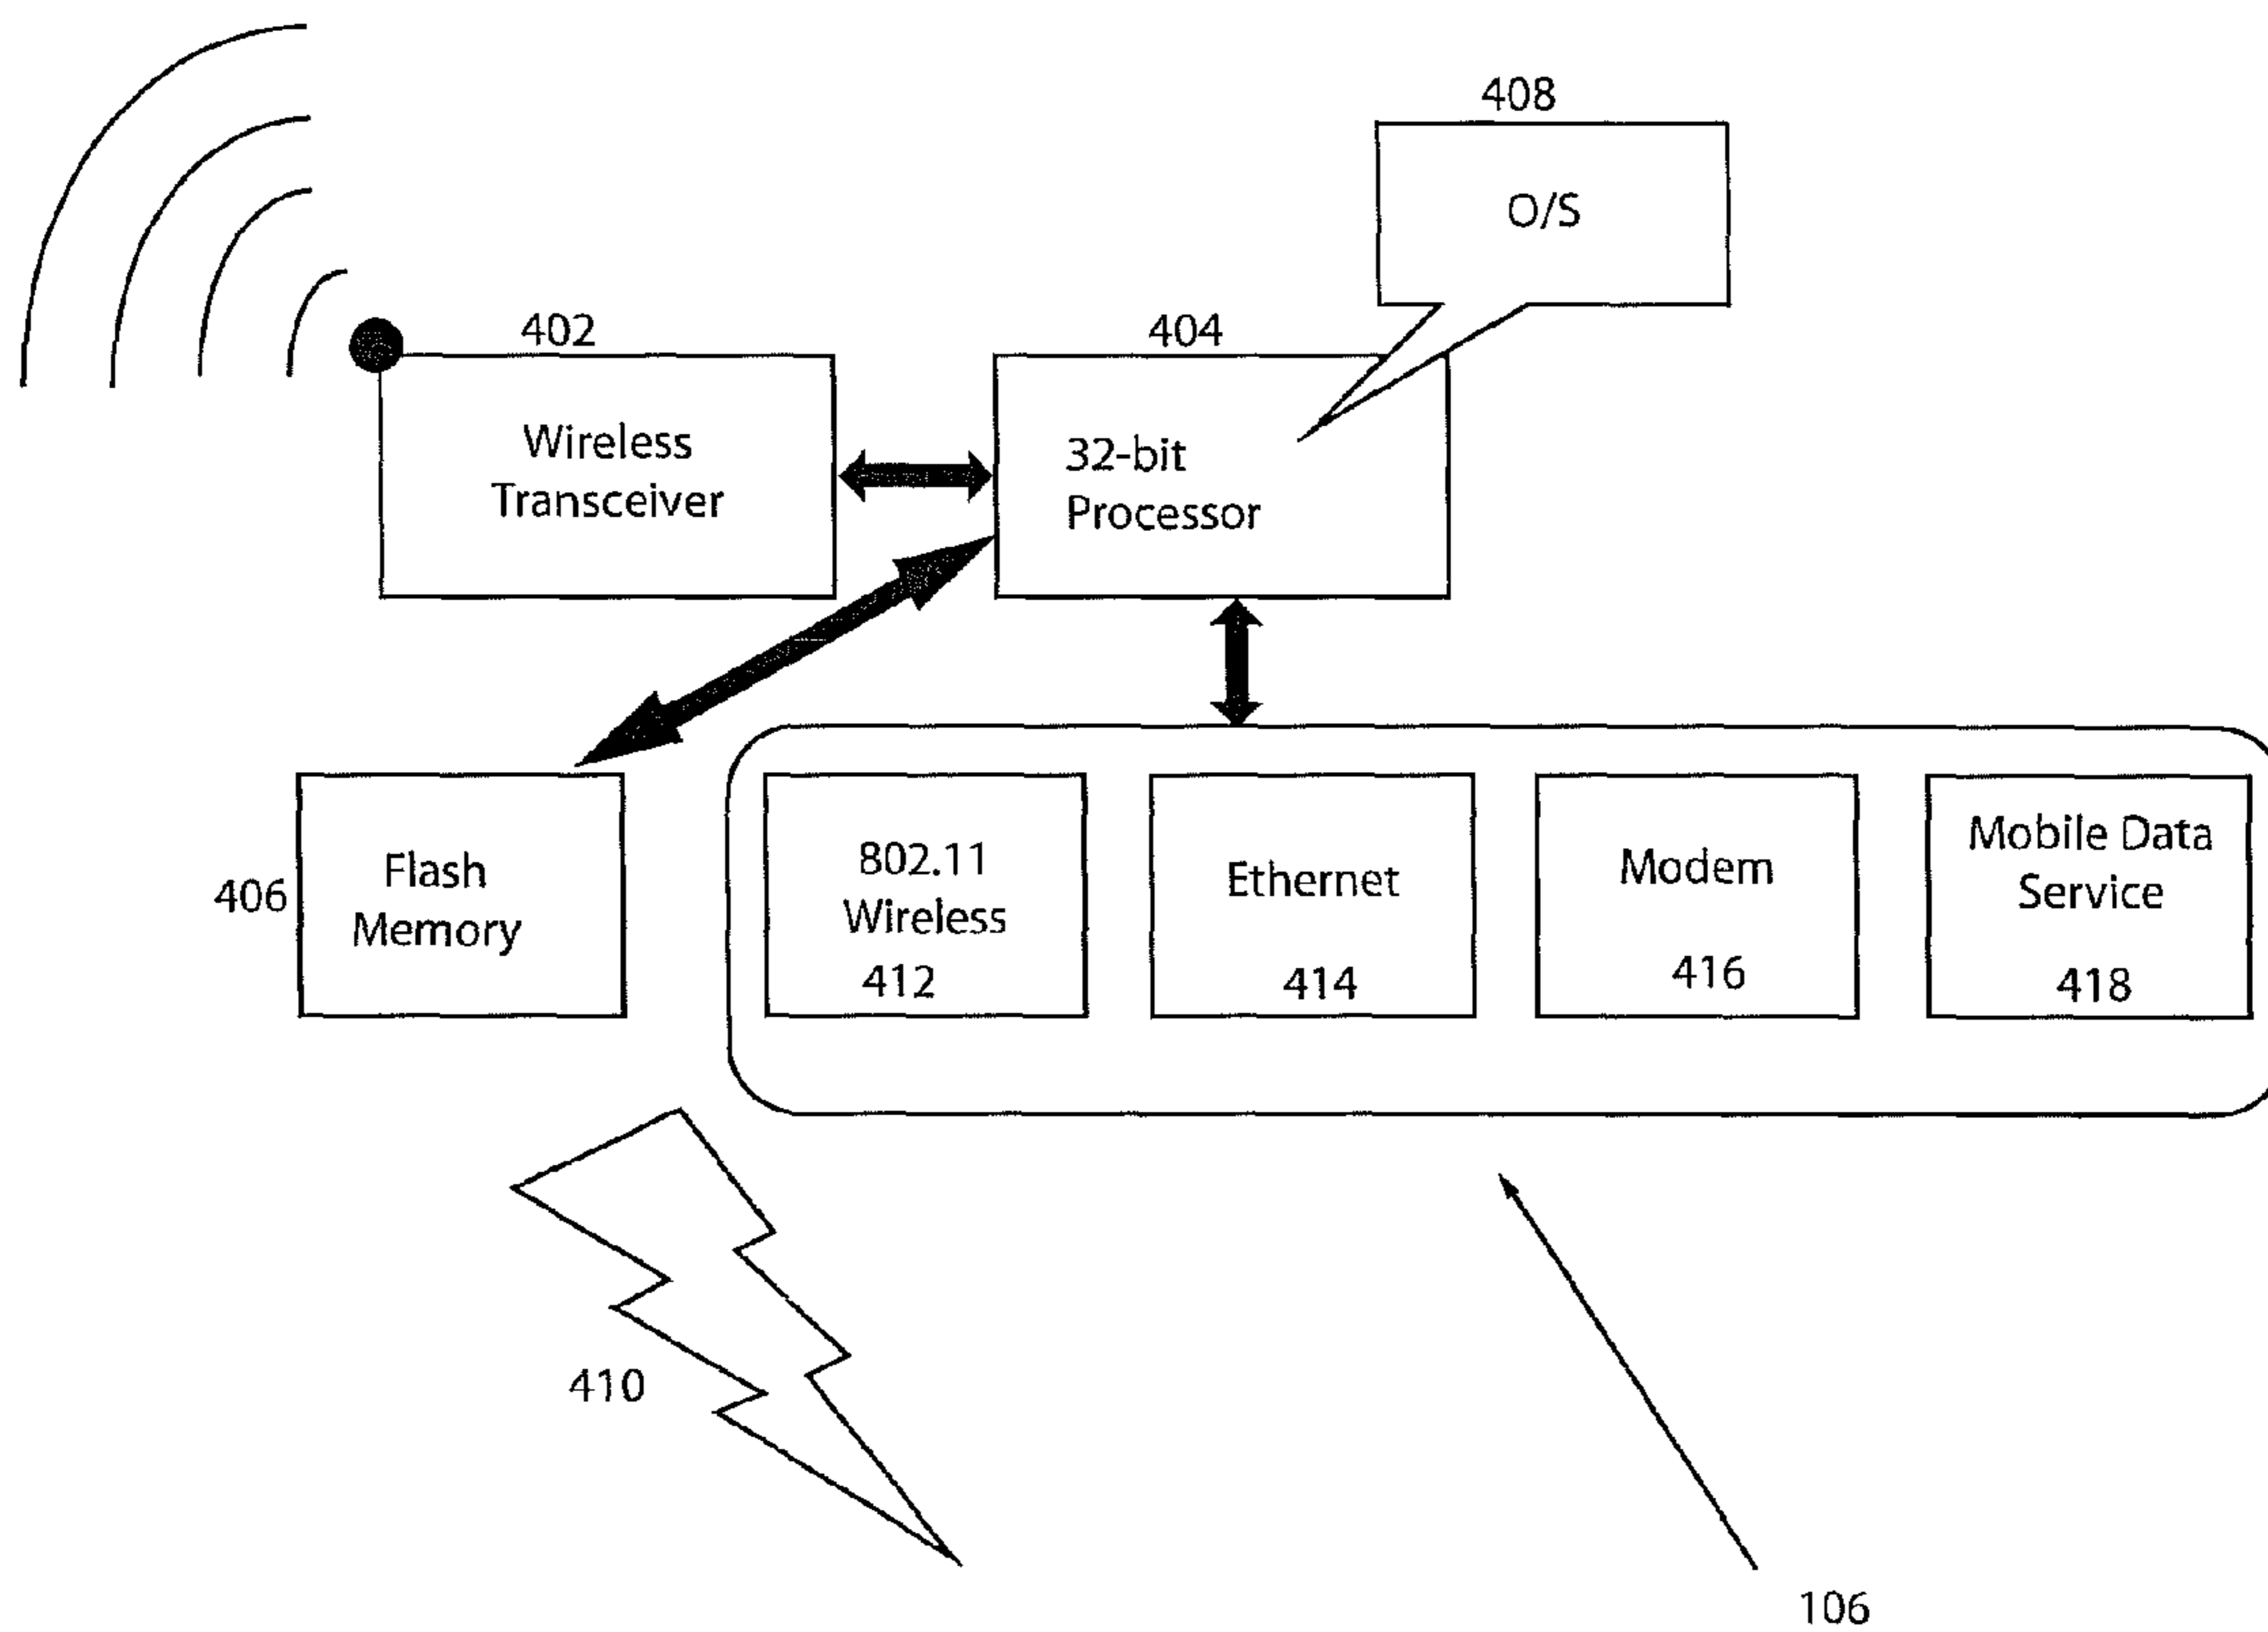 408
O/S
402
404
Wireless
Transceiver
32-bit
Processor
406
Flash
Memory
802.11
Wireless
412
Ethernet
414
Modem
416
Mobile Data
Service
418
410
106